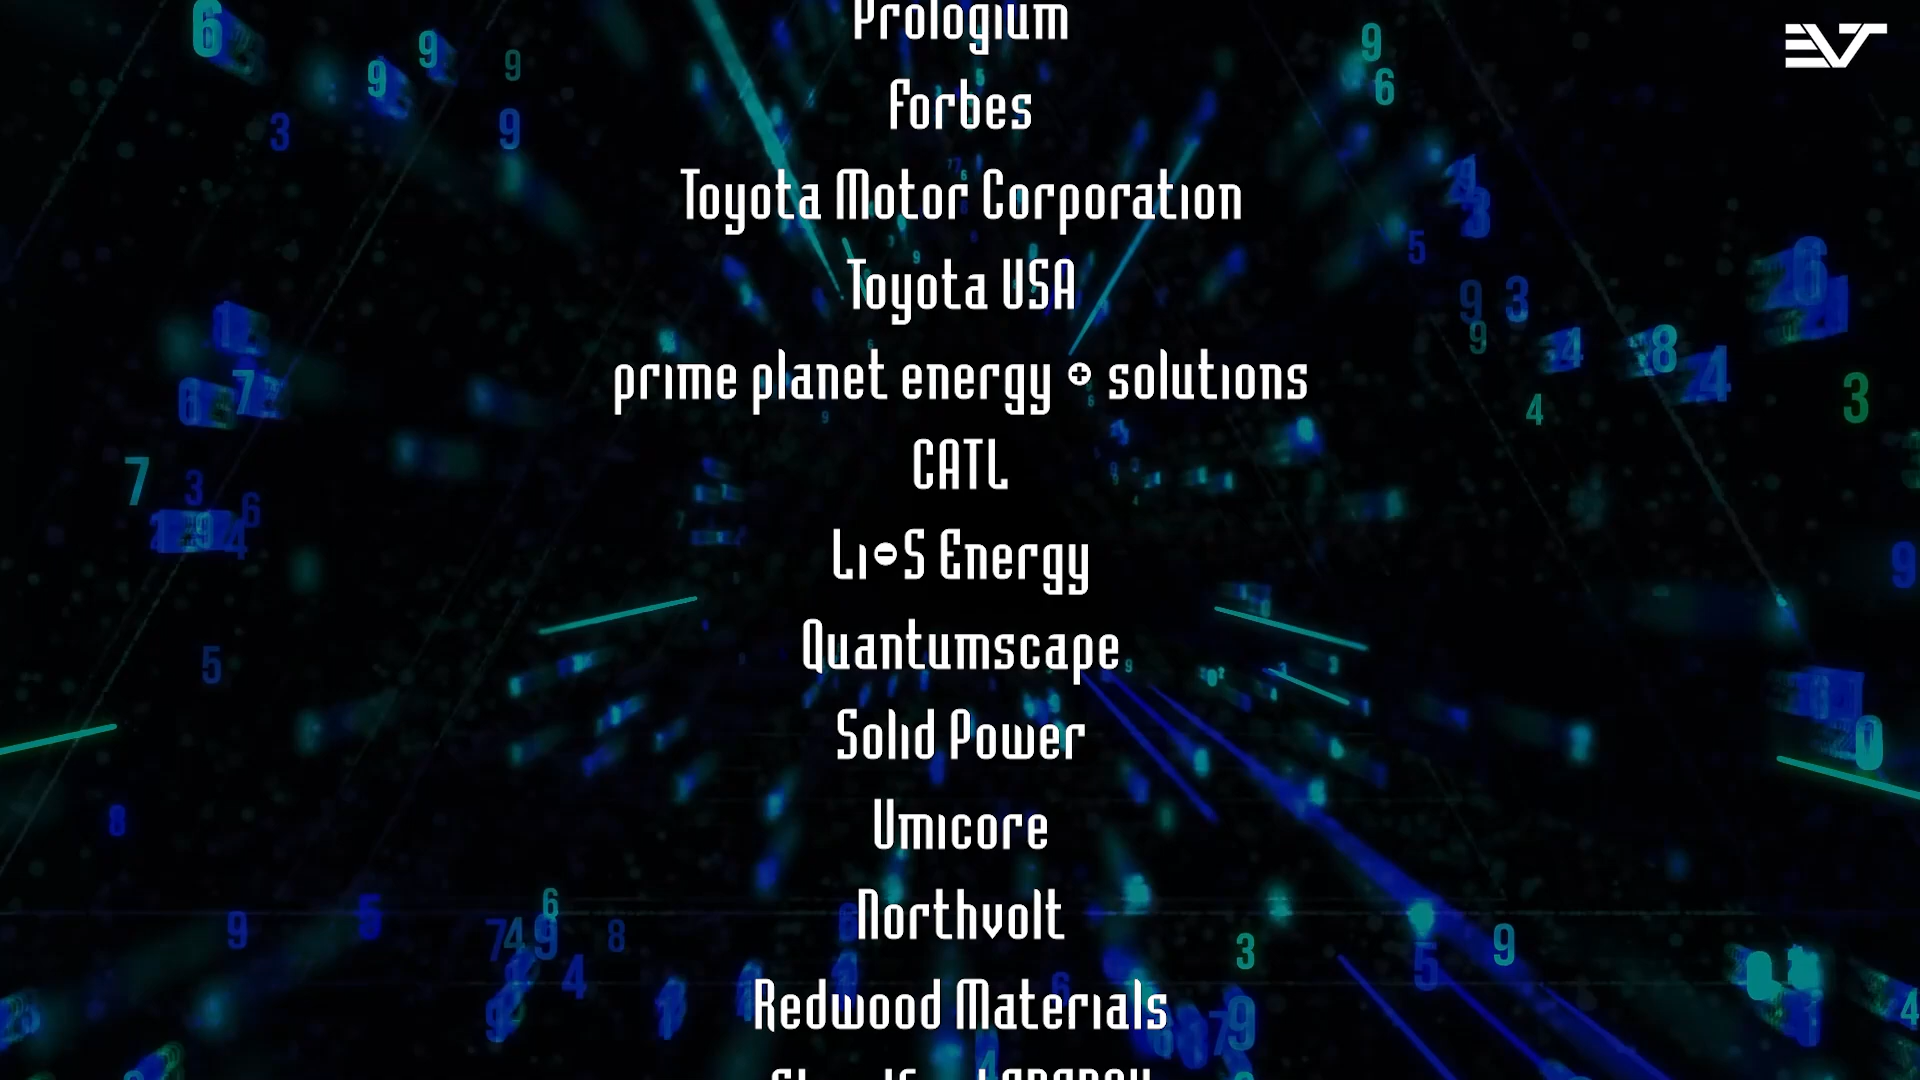 Prologium
Forbes
Toyota Motor Corporation
Toyota USA
prime planet energy + solutions
CATL
Li-S Energy
Quantumscape
Solid Power
Umicore
Northvolt
Redwood Materials
EVT